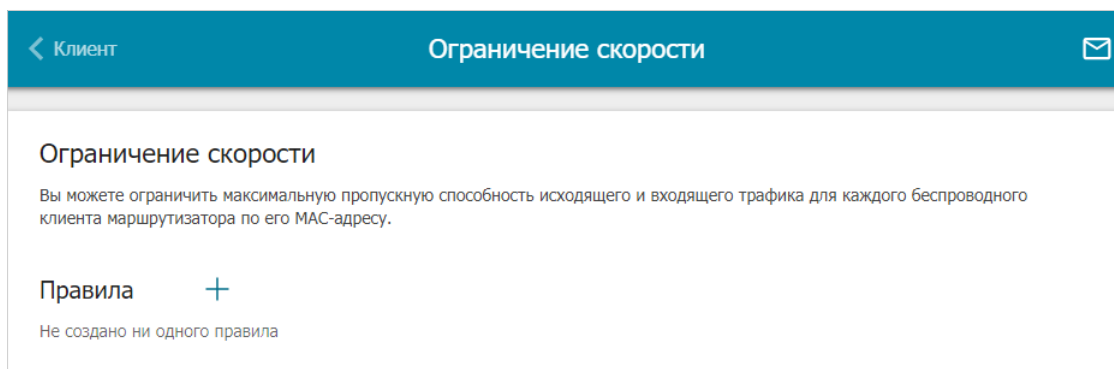 Клиент
Ограничение скорости
Ограничение скорости
Вы можете ограничить максимальную пропускную способность исходящего и входящего трафика для каждого беспроводного
клиента маршрутизатора по его MAC-адресу.
Правила
Не создано ни одного правила